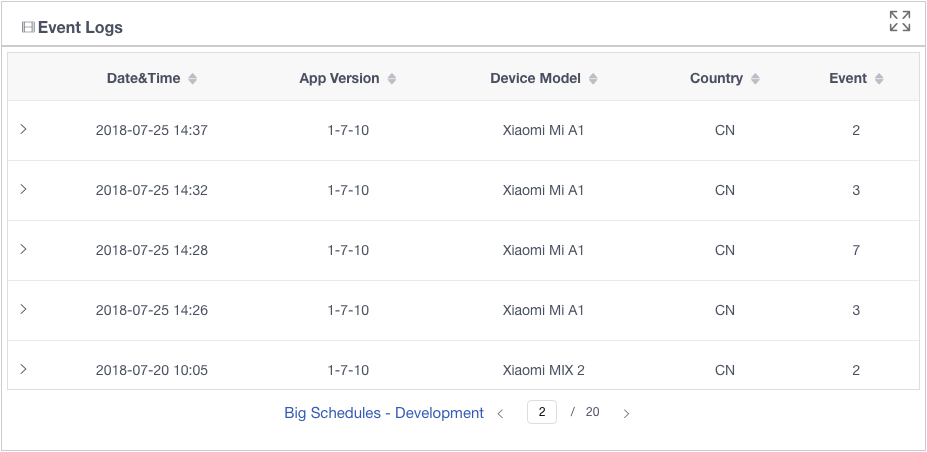 Event Logs
Date&Time App Version Device Model Country Event
2018-07-25 14:37 1-7-10 Xiaomi Mi A1 CN 2
2018-07-25 14:32 1-7-10 Xiaomi Mi A1 CN 3
2018-07-25 14:28 1-7-10 Xiaomi Mi A1 CN 7
2018-07-25 14:26 1-7-10 Xiaomi Mi A1 CN 3
2018-07-20 10:05 1-7-10 Xiaomi MIX 2 CN 2
Big Schedules - Development < 2 / 20 >